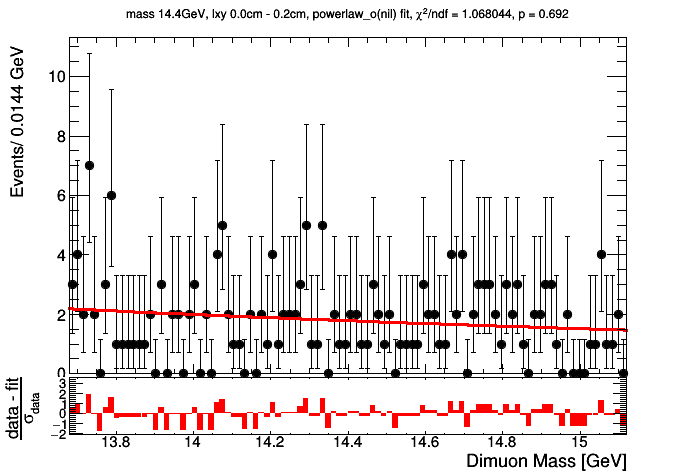 mass 14.4GeV, lxy 0.0cm - 0.2cm, powerlaw_o(nil) fit, χ²/ndf = 1.068044, p = 0.692
Events/ 0.0144 GeV
10
8
6
4
2
0
data - fit
σdata
3
2
1
0
−1
−2
13.8 14 14.2 14.4 14.6 14.8 15
Dimuon Mass [GeV]